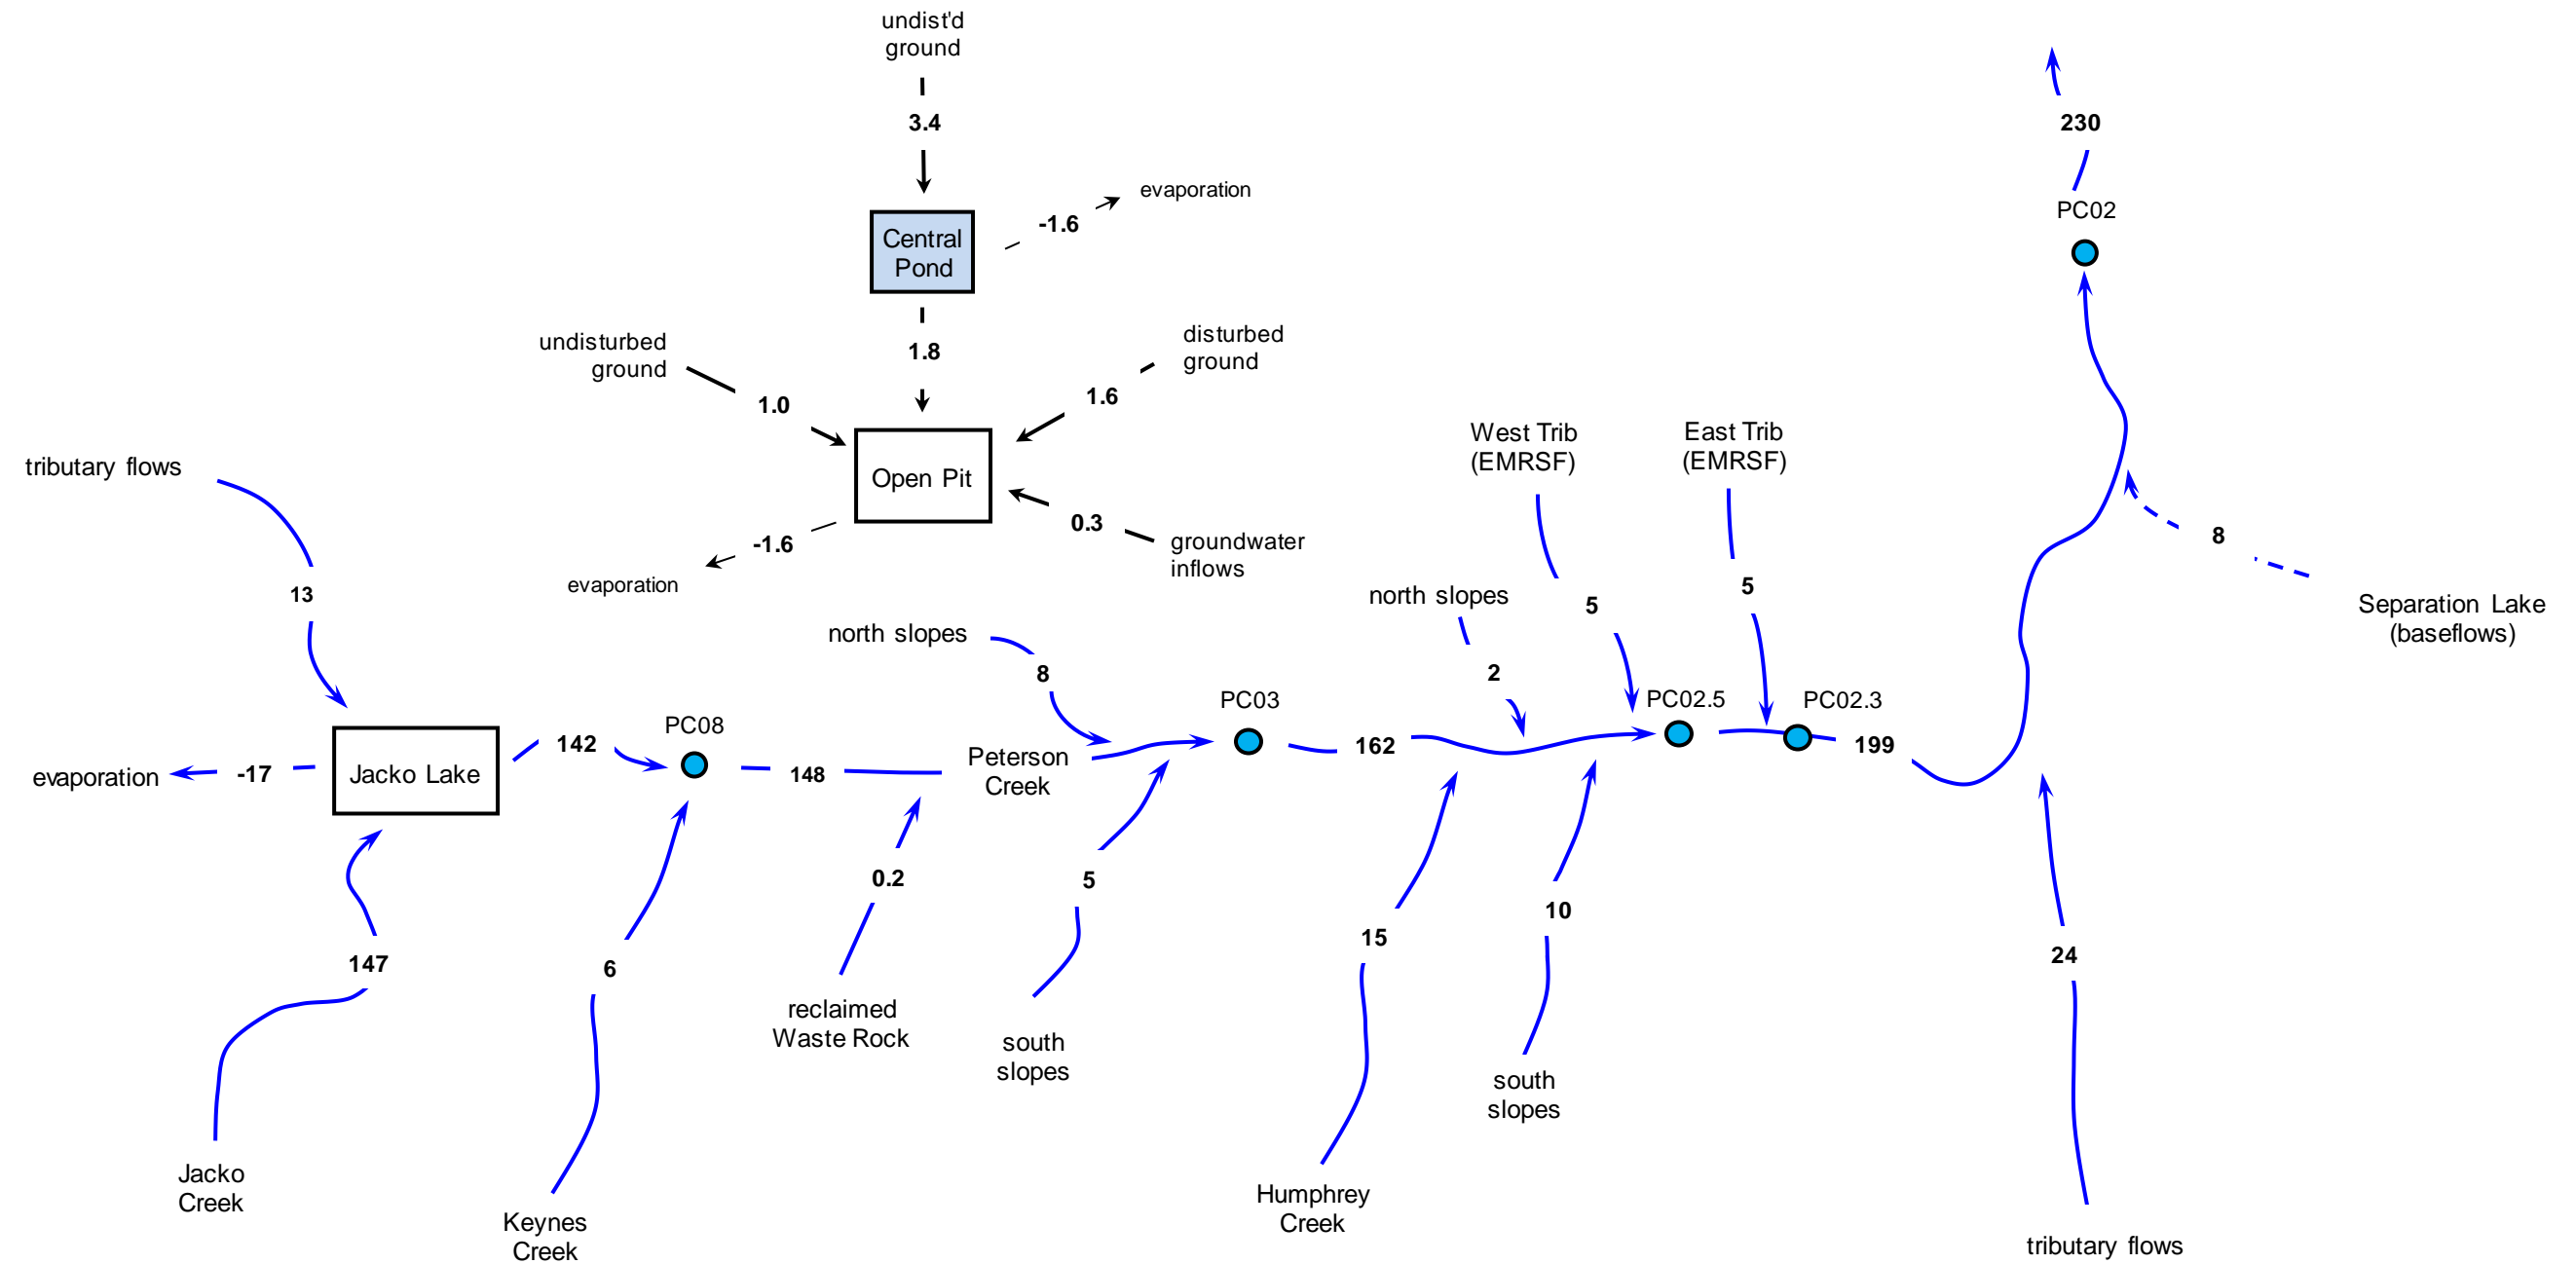 undist'd
ground
3.4
230
evaporation
-1.6
PC02
Central
Pond
undisturbed
ground
1.8
disturbed
ground
1.0
1.6
West Trib
(EMRSF)
East Trib
(EMRSF)
tributary flows
Open Pit
0.3
8
-1.6
groundwater
inflows
evaporation
13
north slopes
5
5
Separation Lake
(baseflows)
north slopes
8
2
PC03
PC02.5
PC02.3
PC08
142
162
199
evaporation
-17
Jacko Lake
148
Peterson
Creek
0.2
5
10
15
147
6
24
reclaimed
Waste Rock
south
slopes
south
slopes
Jacko
Creek
Keynes
Creek
Humphrey
Creek
tributary flows